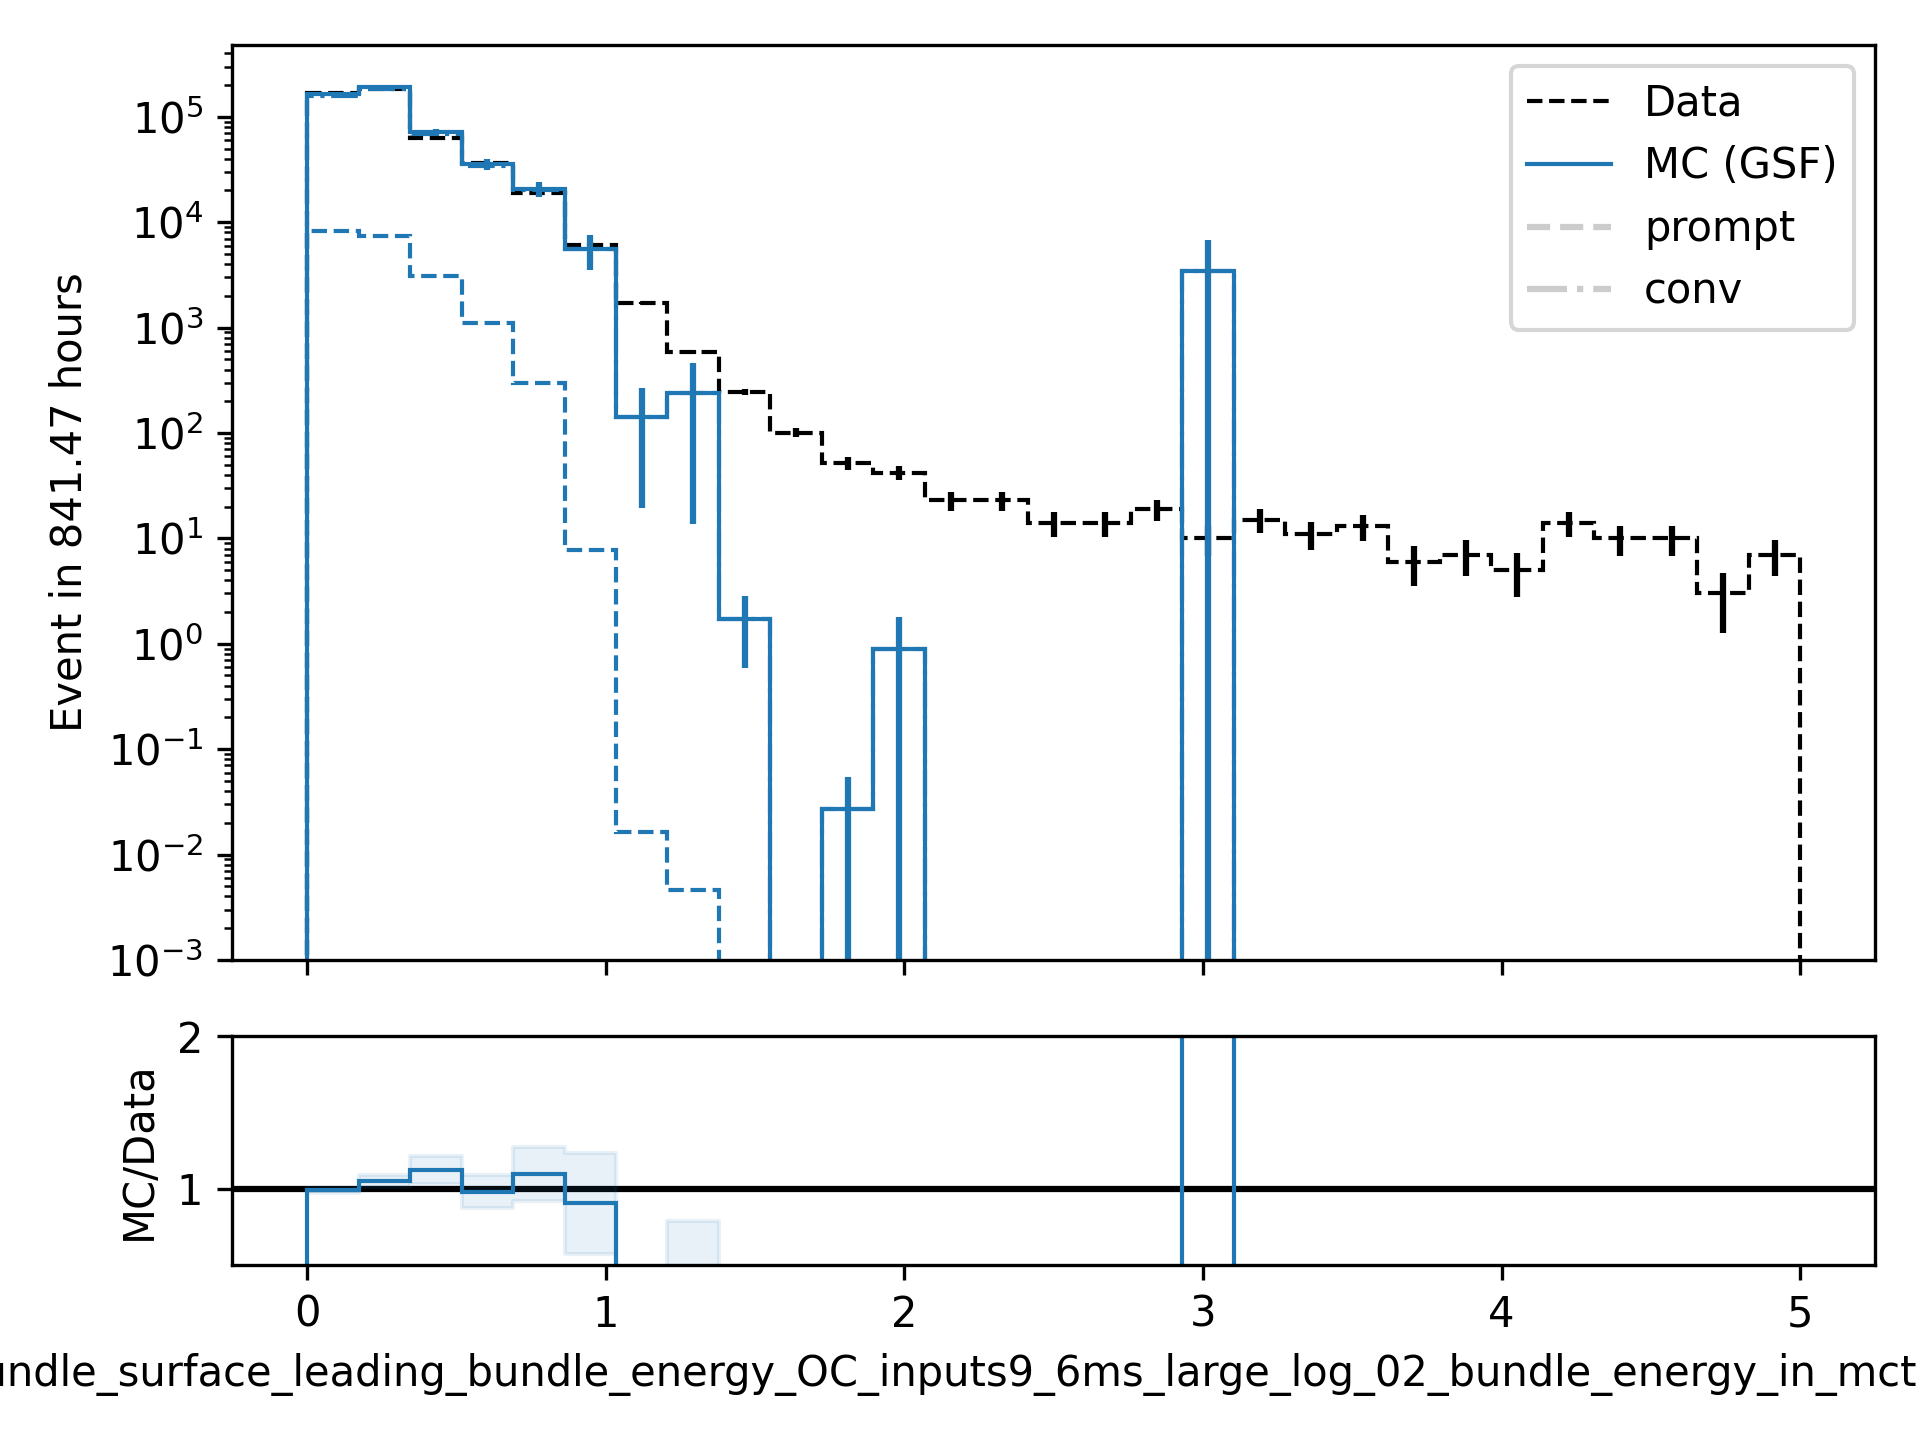 Event in 841.47 hours
10^5
10^4
10^3
10^2
10^1
10^0
10^-1
10^-2
10^-3
Data
MC (GSF)
prompt
conv
MC/Data
2
1
0 1 2 3 4 5
undle_surface_leading_bundle_energy_OC_inputs9_6ms_large_log_02_bundle_energy_in_mct